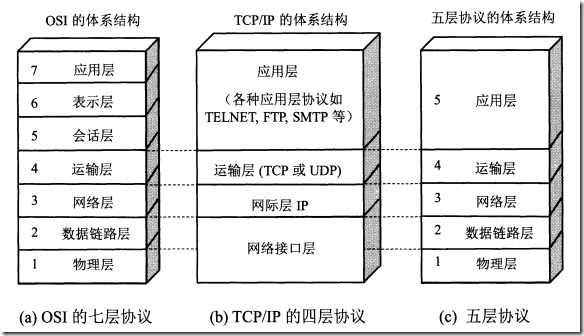 OSI 的体系结构
7 应用层
6 表示层
5 会话层
4 运输层
3 网络层
2 数据链路层
1 物理层
(a) OSI 的七层协议
TCP/IP 的体系结构
应用层
（各种应用层协议如
TELNET, FTP, SMTP 等）
运输层 (TCP 或 UDP)
网际层 IP
网络接口层
(b) TCP/IP 的四层协议
五层协议的体系结构
5 应用层
4 运输层
3 网络层
2 数据链路层
1 物理层
(c) 五层协议